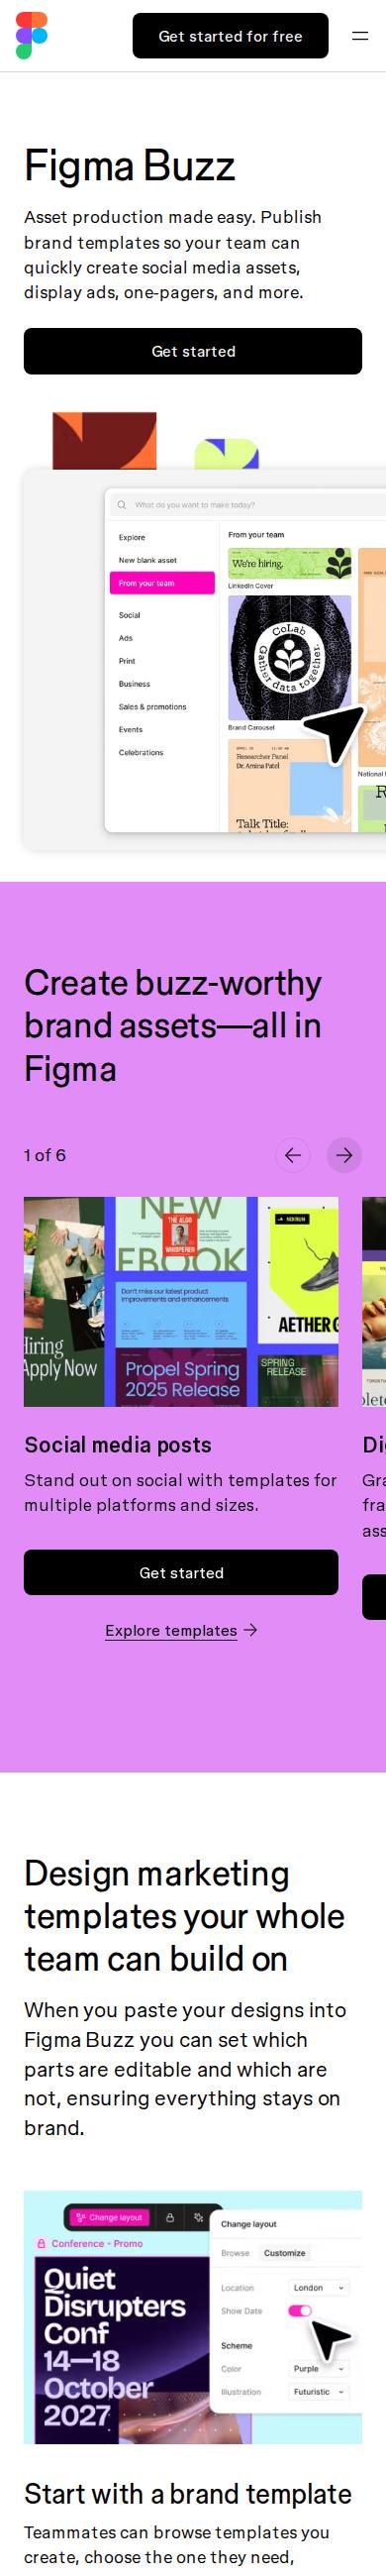 Get started for free
Figma Buzz
Asset production made easy. Publish
brand templates so your team can
quickly create social media assets,
display ads, one-pagers, and more.
Get started
What do you want to make today?
Explore
New blank asset
From your team
Social
Ads
Print
Business
Sales & promotions
Events
Celebrations
From your team
We're hiring.
LinkedIn Cover
CoLab
Gather data together.
Brand Carousel
Researcher Panel
Dr. Amina Patel
Talk Title:
National
Create buzz-worthy
brand assets—all in
Figma
1 of 6
Hiring
Apply Now
NEW
EBOOK
THE ALGO
WHISPERER
Don't miss our latest product
improvements and enhancements
Propel Spring
2025 Release
NOIRUN
AETHER
SPRING
RELEASE
Social media posts
Stand out on social with templates for
multiple platforms and sizes.
Get started
Explore templates →
Design marketing
templates your whole
team can build on
When you paste your designs into
Figma Buzz you can set which
parts are editable and which are
not, ensuring everything stays on
brand.
Change layout
Conference - Promo
Quiet
Disrupters
Conf
14—18
October
2027
Change layout
Browse
Customize
Location
London
Show Date
Scheme
Color
Purple
Illustration
Futuristic
Start with a brand template
Teammates can browse templates you
create, choose the one they need,